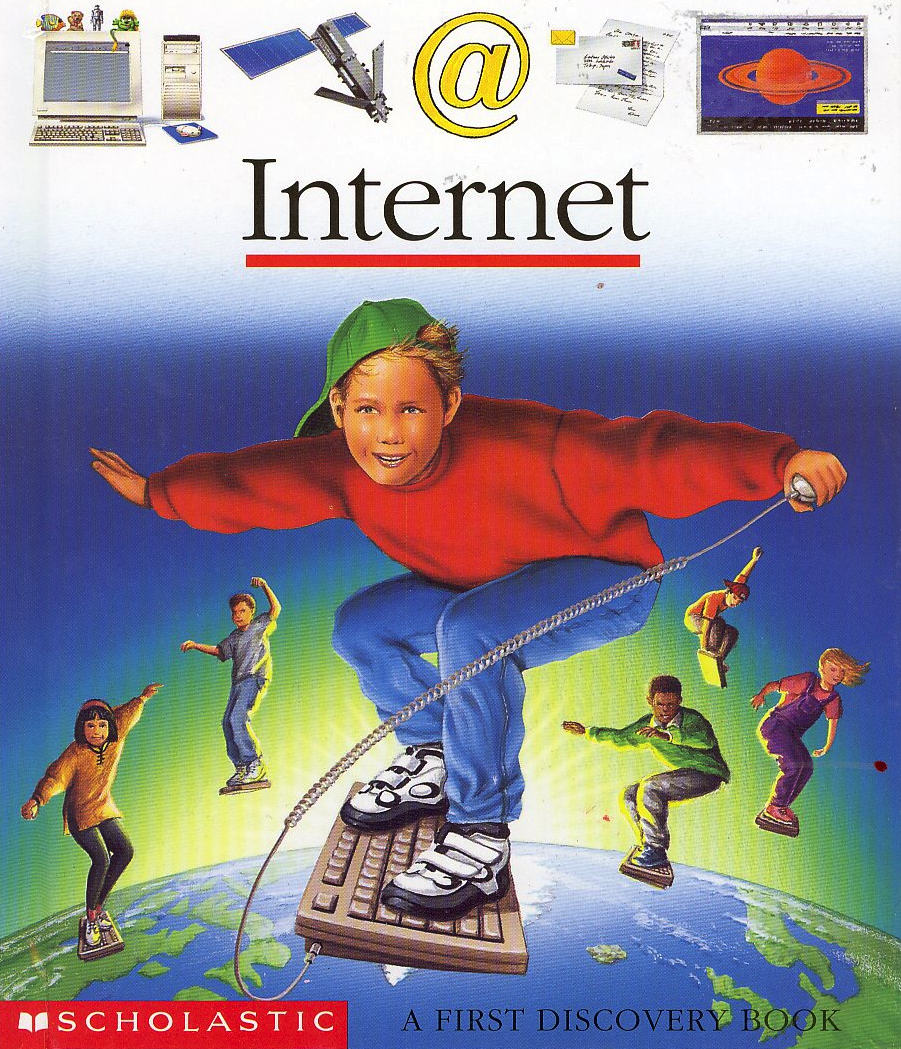 @
Internet
SCHOLASTIC
A FIRST DISCOVERY BOOK